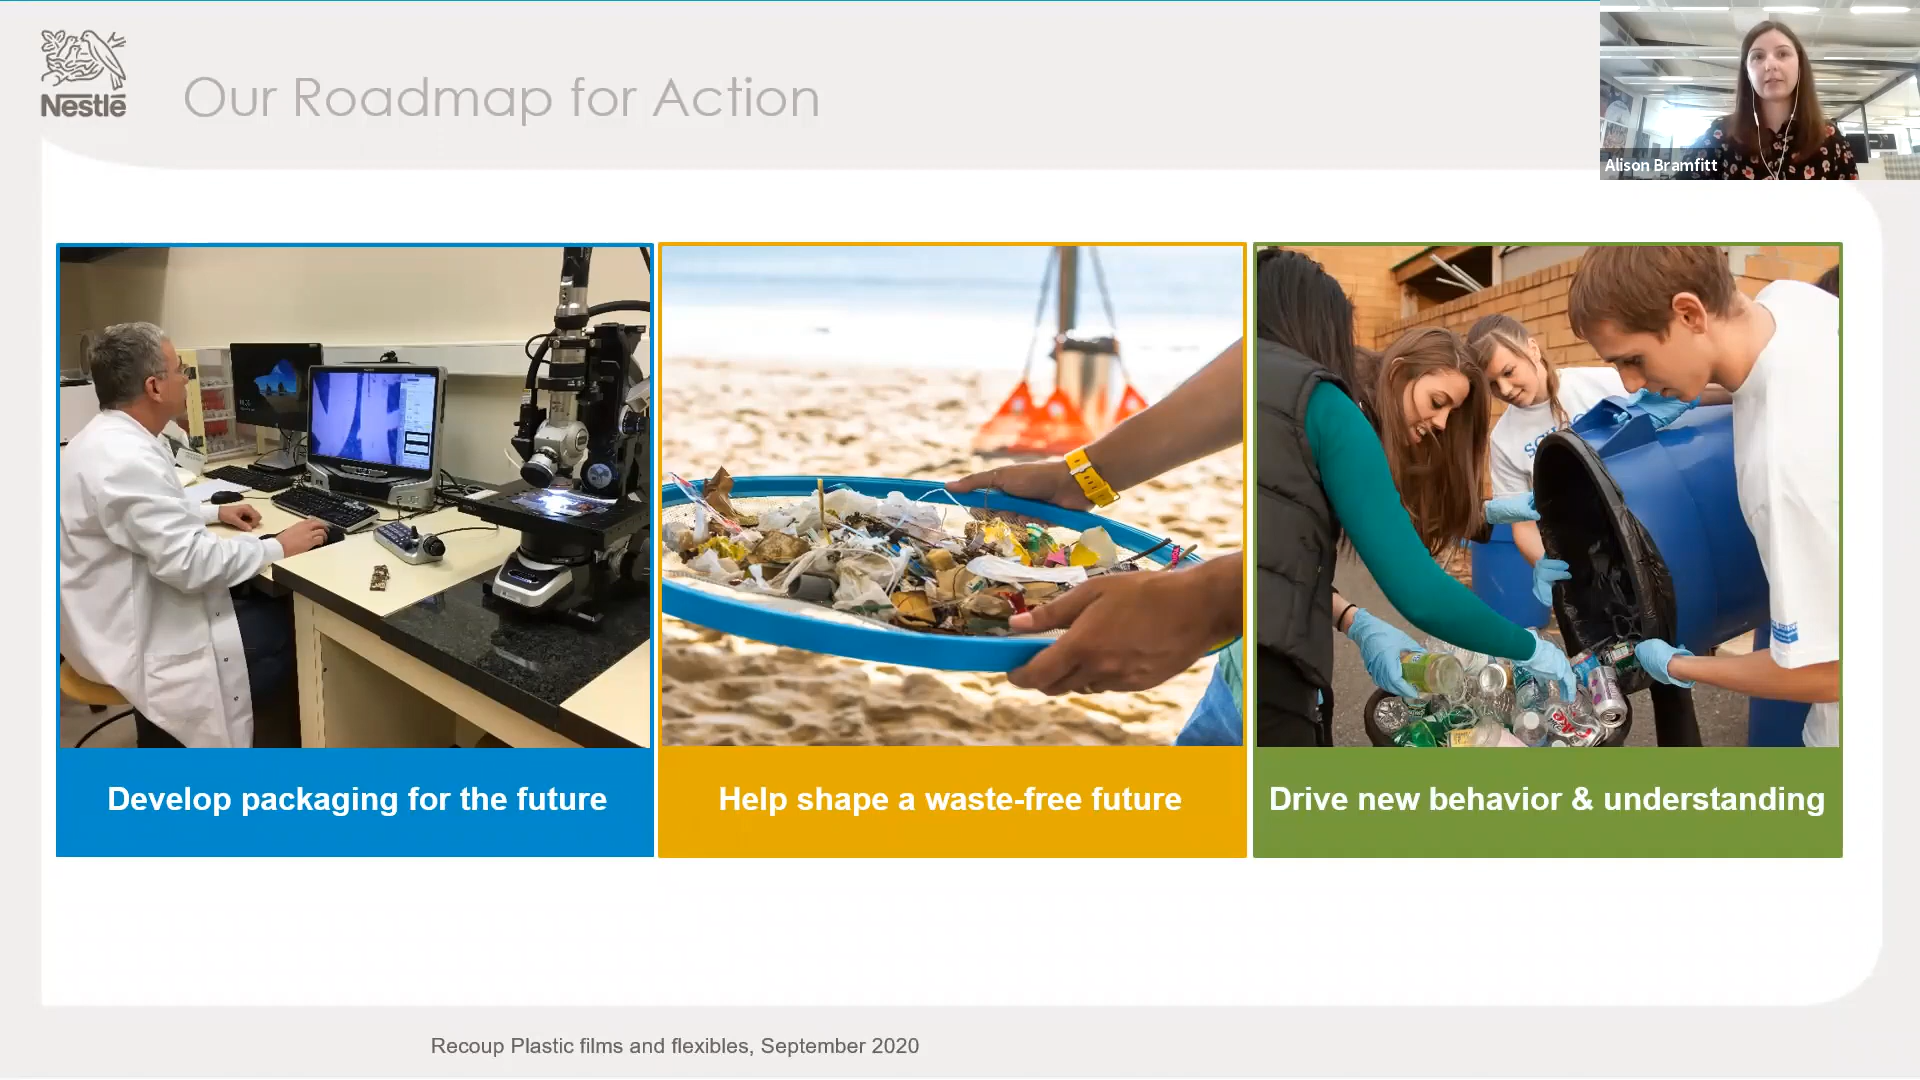 Nestlé
Our Roadmap for Action
Alison Bramfitt
Develop packaging for the future
Help shape a waste-free future
Drive new behavior & understanding
Recoup Plastic films and flexibles, September 2020